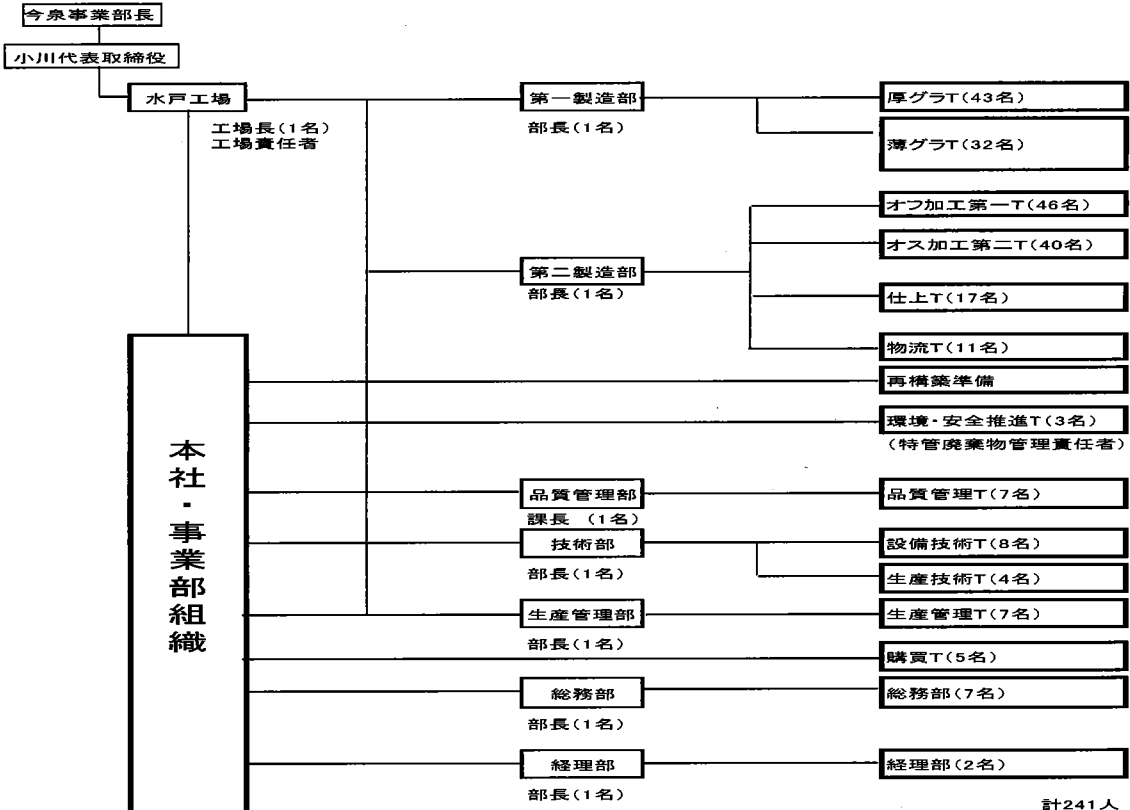 今泉事業部長
小川代表取締役
水戸工場
工場長(1名)
工場責任者
第一製造部
部長(1名)
厚グラT(43名)
薄グラT(32名)
第二製造部
部長(1名)
オフ加工第一T(46名)
オス加工第二T(40名)
仕上T(17名)
物流T(11名)
再構築準備
環境・安全推進T(3名)
(特管廃棄物管理責任者)
本社・事業部組織
品質管理部
課長 (1名)
品質管理T(7名)
技術部
部長(1名)
設備技術T(8名)
生産技術T(4名)
生産管理部
部長(1名)
生産管理T(7名)
購買T(5名)
総務部
部長(1名)
総務部(7名)
経理部
部長(1名)
経理部(2名)
計241人